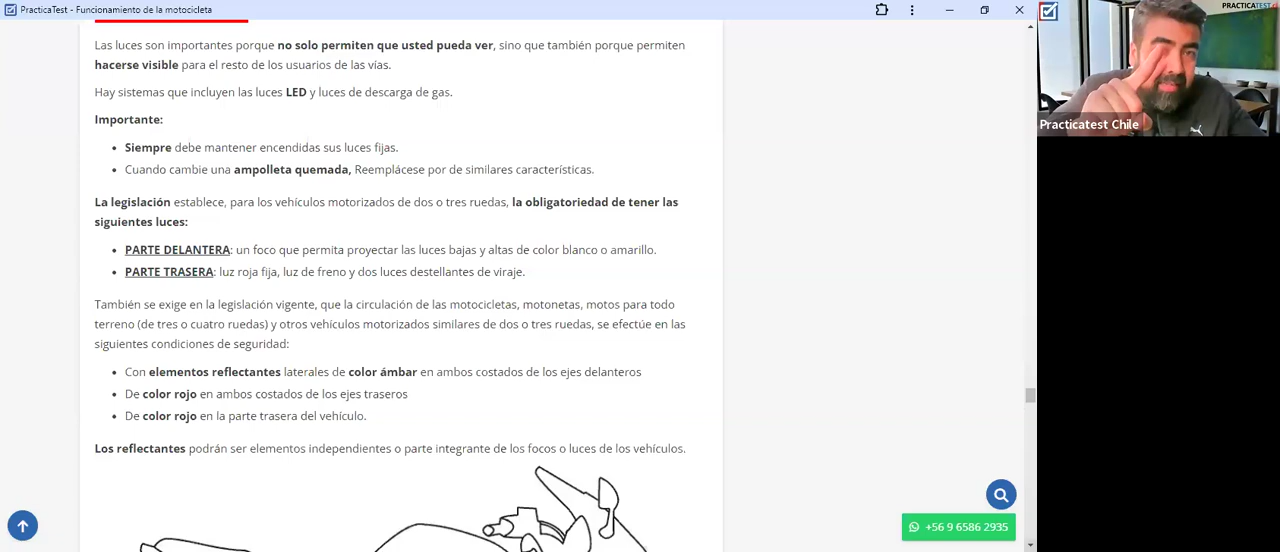 PracticaTest - Funcionamiento de la motocicleta
Las luces son importantes porque no solo permiten que usted pueda ver, sino que también porque permiten
hacerse visible para el resto de los usuarios de las vías.
Hay sistemas que incluyen las luces LED y luces de descarga de gas.
Importante:
• Siempre debe mantener encendidas sus luces fijas.
• Cuando cambie una ampolleta quemada, Reemplácese por de similares características.
La legislación establece, para los vehículos motorizados de dos o tres ruedas, la obligatoriedad de tener las
siguientes luces:
• PARTE DELANTERA: un foco que permita proyectar las luces bajas y altas de color blanco o amarillo.
• PARTE TRASERA: luz roja fija, luz de freno y dos luces destellantes de viraje.
También se exige en la legislación vigente, que la circulación de las motocicletas, motonetas, motos para todo
terreno (de tres o cuatro ruedas) y otros vehículos motorizados similares de dos o tres ruedas, se efectúe en las
siguientes condiciones de seguridad:
• Con elementos reflectantes laterales de color ámbar en ambos costados de los ejes delanteros
• De color rojo en ambos costados de los ejes traseros
• De color rojo en la parte trasera del vehículo.
Los reflectantes podrán ser elementos independientes o parte integrante de los focos o luces de los vehículos.
+56 9 6586 2935
PRACTICATEST
Practicatest Chile